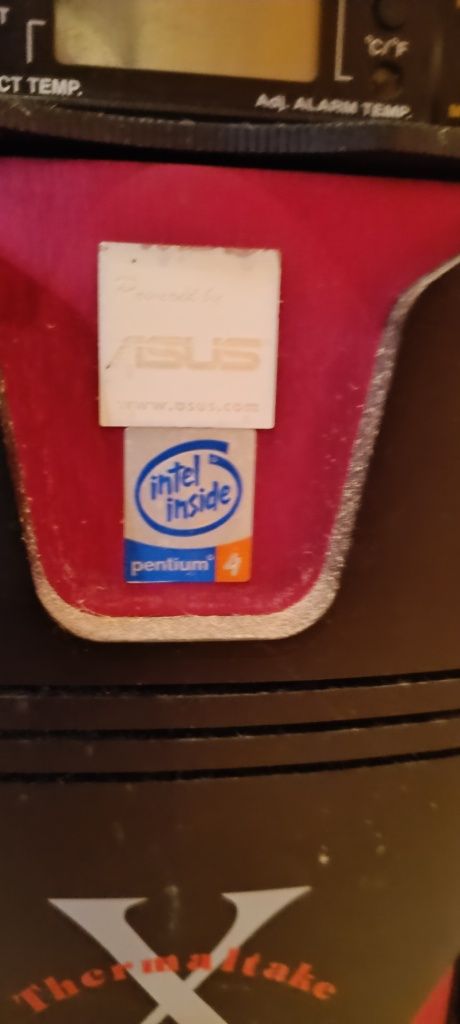 °C/°F
CT TEMP.
Adj. ALARM TEMP.
Powered by
ASUS
www.asus.com
intel
inside
pentium® 4
X
Thermaltake